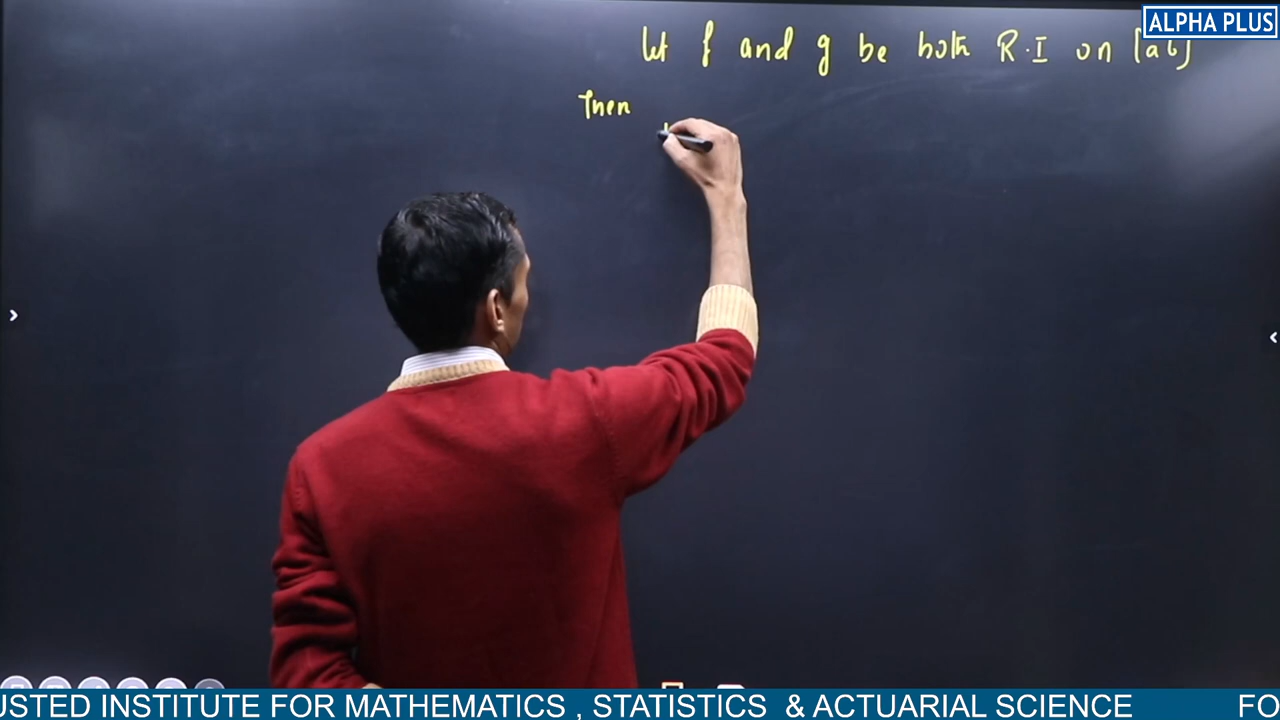 ALPHA PLUS
let f and g be both R.I on [a b]
Then
USTED INSTITUTE FOR MATHEMATICS , STATISTICS & ACTUARIAL SCIENCE FO